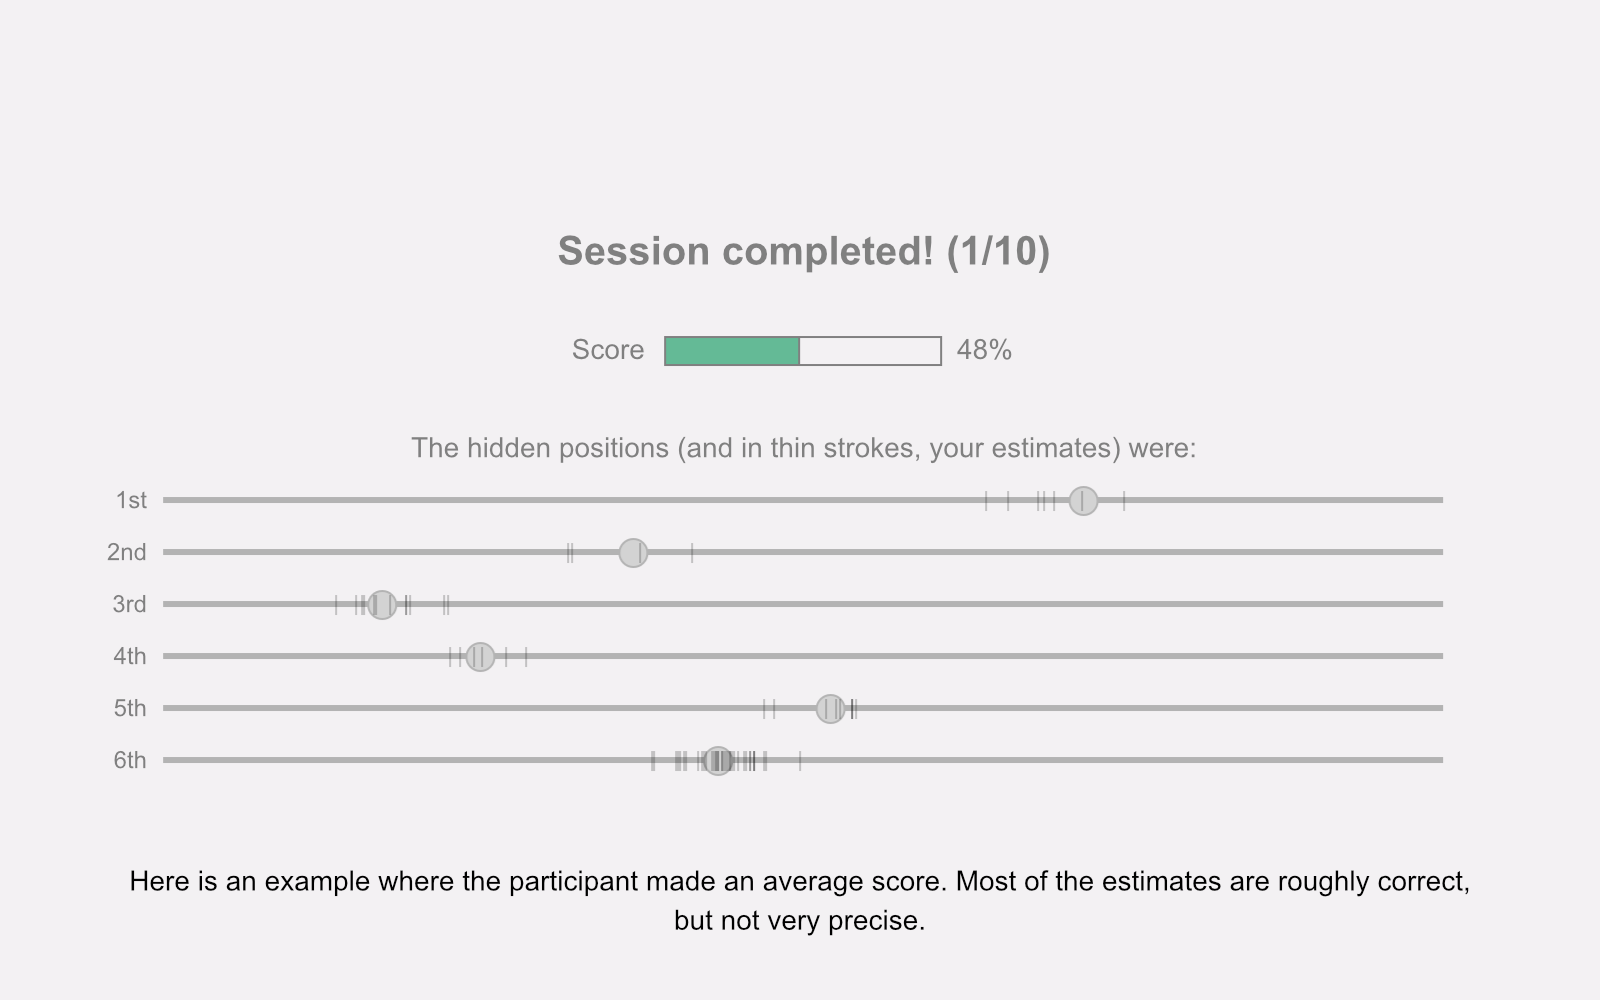 Session completed! (1/10)
Score 48%
The hidden positions (and in thin strokes, your estimates) were:
1st
2nd
3rd
4th
5th
6th
Here is an example where the participant made an average score. Most of the estimates are roughly correct,
but not very precise.